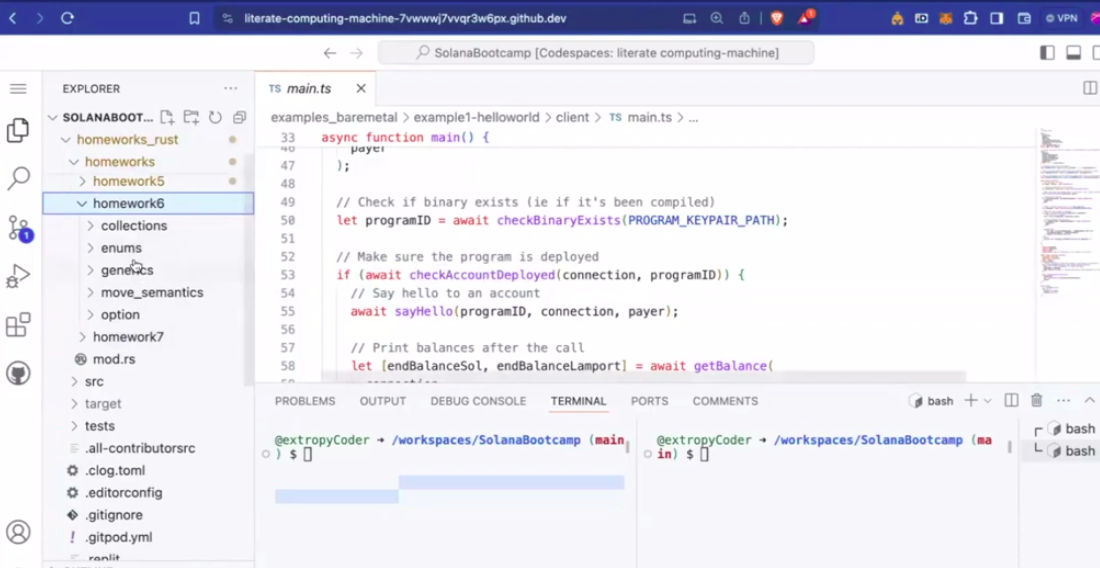 literate-computing-machine-7vwwwj7vvqr3w6px.github.dev
1
VPN
SolanaBootcamp [Codespaces: literate computing-machine]
EXPLORER
SOLANABOOT...
homeworks_rust
homeworks
homework5
homework6
collections
enums
generics
move_semantics
option
homework7
mod.rs
src
target
tests
.all-contributorsrc
.clog.toml
.editorconfig
.gitignore
.gitpod.yml
.replit
1
TS main.ts
examples_baremetal > example1-helloworld > client > TS main.ts > ...
33 async function main() {
46 payer
47 );
48
49 // Check if binary exists (ie if it's been compiled)
50 let programID = await checkBinaryExists(PROGRAM_KEYPAIR_PATH);
51
52 // Make sure the program is deployed
53 if (await checkAccountDeployed(connection, programID)) {
54 // Say hello to an account
55 await sayHello(programID, connection, payer);
56
57 // Print balances after the call
58 let [endBalanceSol, endBalanceLamport] = await getBalance(
PROBLEMS OUTPUT DEBUG CONSOLE TERMINAL PORTS COMMENTS
bash
@extropyCoder → /workspaces/SolanaBootcamp (main
) $
@extropyCoder → /workspaces/SolanaBootcamp (ma
in) $
bash
bash